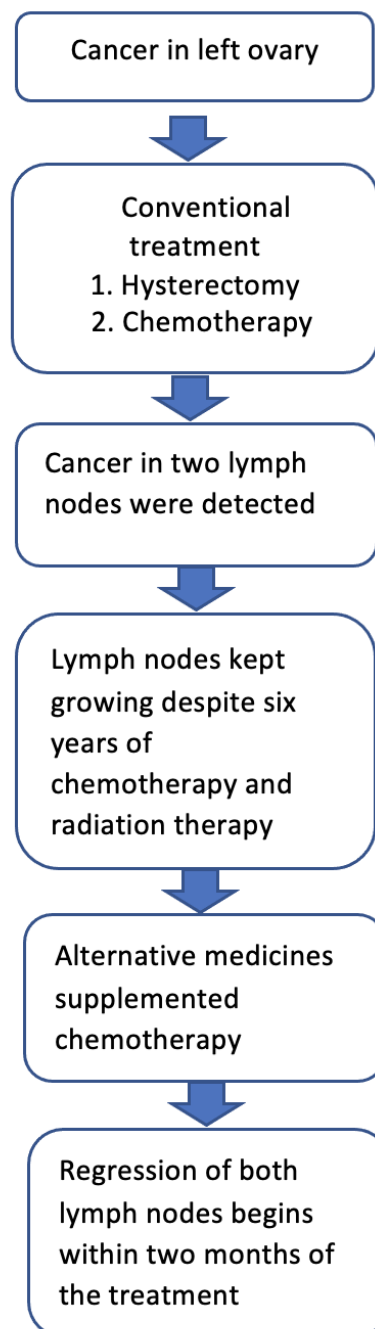 Cancer in left ovary
Conventional
treatment
1. Hysterectomy
2. Chemotherapy
Cancer in two lymph
nodes were detected
Lymph nodes kept
growing despite six
years of
chemotherapy and
radiation therapy
Alternative medicines
supplemented
chemotherapy
Regression of both
lymph nodes begins
within two months of
the treatment